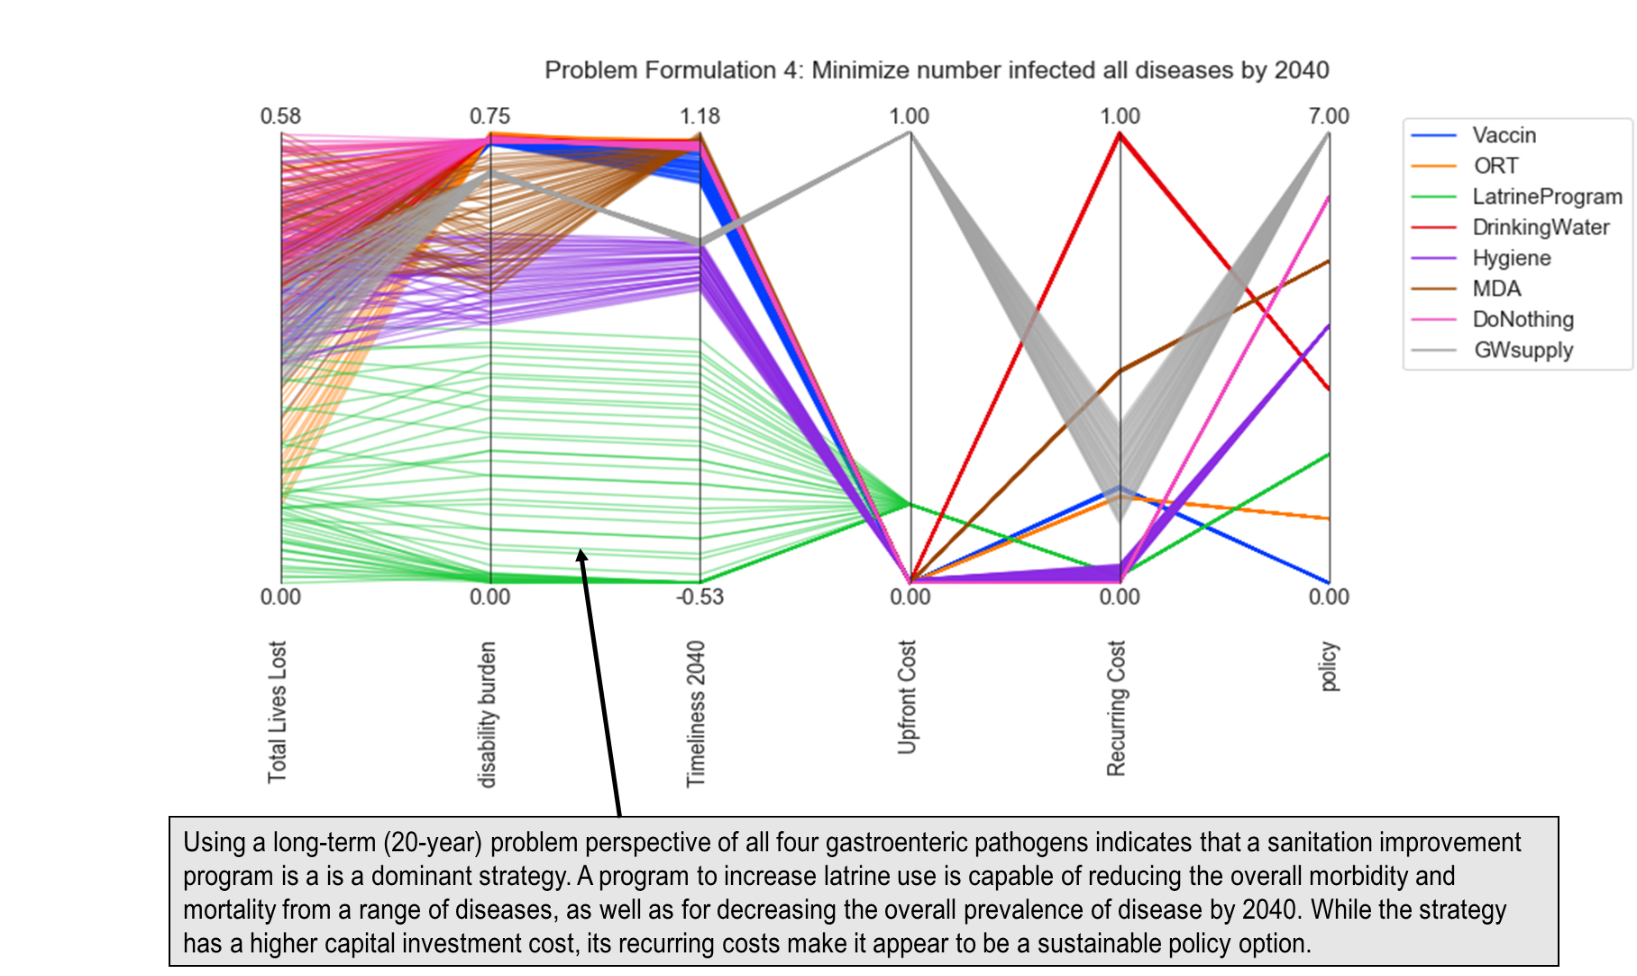 Problem Formulation 4: Minimize number infected all diseases by 2040
0.58 0.75 1.18 1.00 1.00 7.00
Vaccin
ORT
LatrineProgram
DrinkingWater
Hygiene
MDA
DoNothing
GWsupply
0.00 0.00 -0.53 0.00 0.00 0.00
Total Lives Lost
disability burden
Timeliness 2040
Upfront Cost
Recurring Cost
policy
Using a long-term (20-year) problem perspective of all four gastroenteric pathogens indicates that a sanitation improvement
program is a is a dominant strategy. A program to increase latrine use is capable of reducing the overall morbidity and
mortality from a range of diseases, as well as for decreasing the overall prevalence of disease by 2040. While the strategy
has a higher capital investment cost, its recurring costs make it appear to be a sustainable policy option.